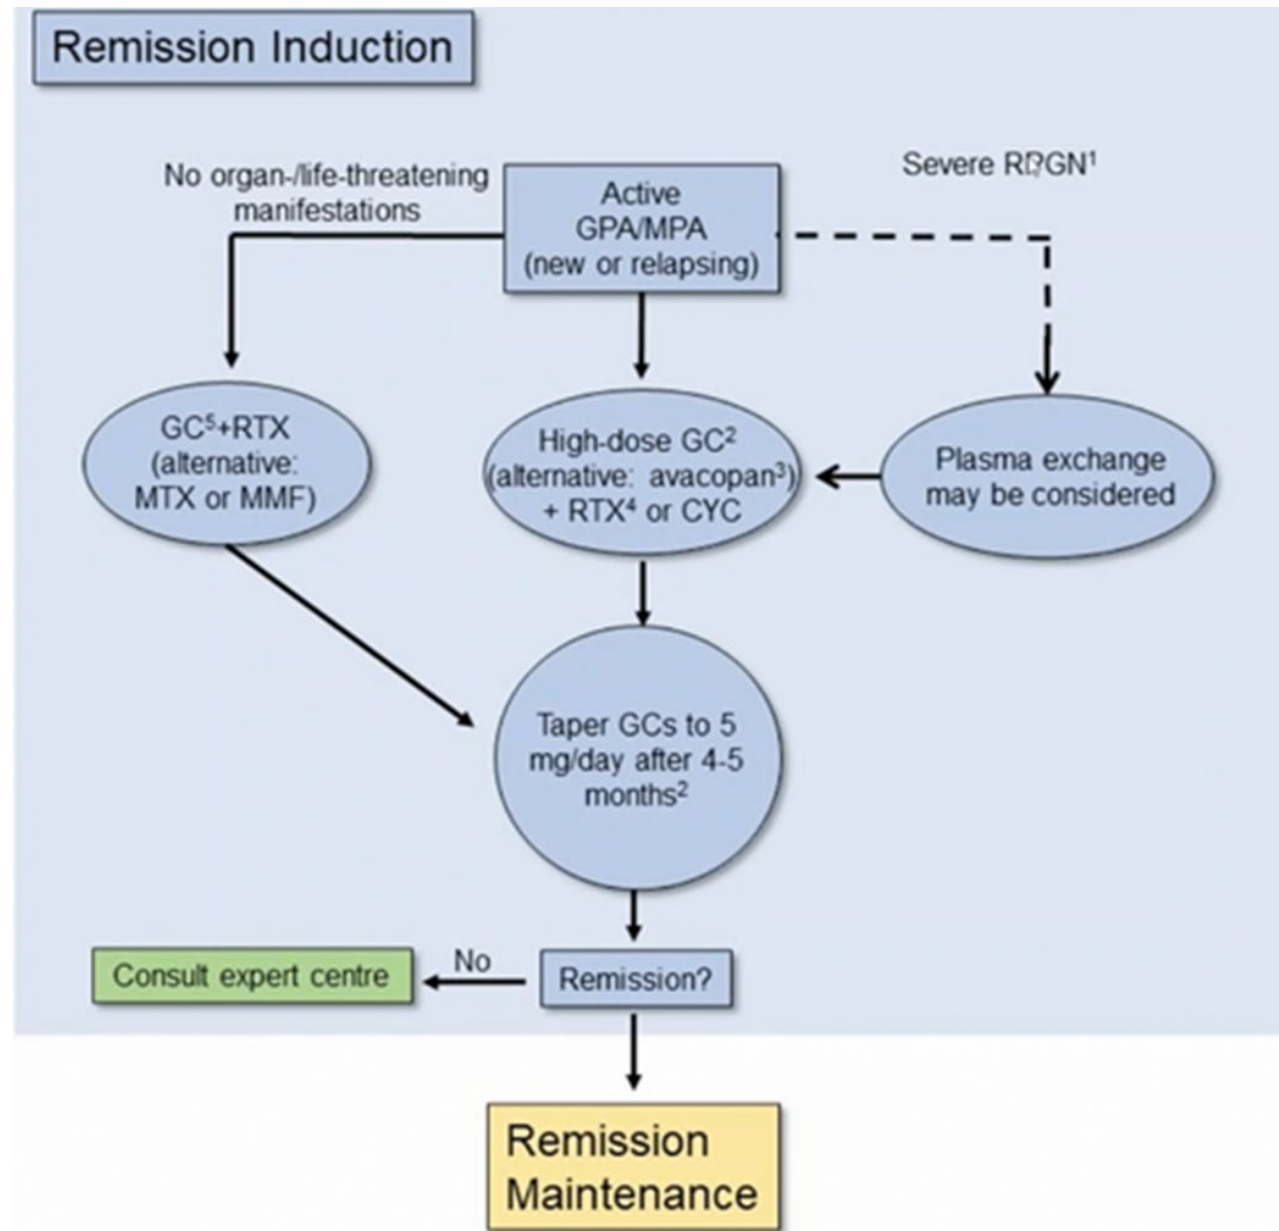 Remission Induction
No organ-/life-threatening
manifestations
Active
GPA/MPA
(new or relapsing)
Severe
GC⁵+RTX
(alternative:
MTX or MMF)
High-dose GC²
(alternative: avacopan³)
+ RTX⁴ or CYC
Plasma exchange
may be considered
Taper GCs to 5
mg/day after 4-5
months²
Consult expert centre
No
Remission?
Remission
Maintenance